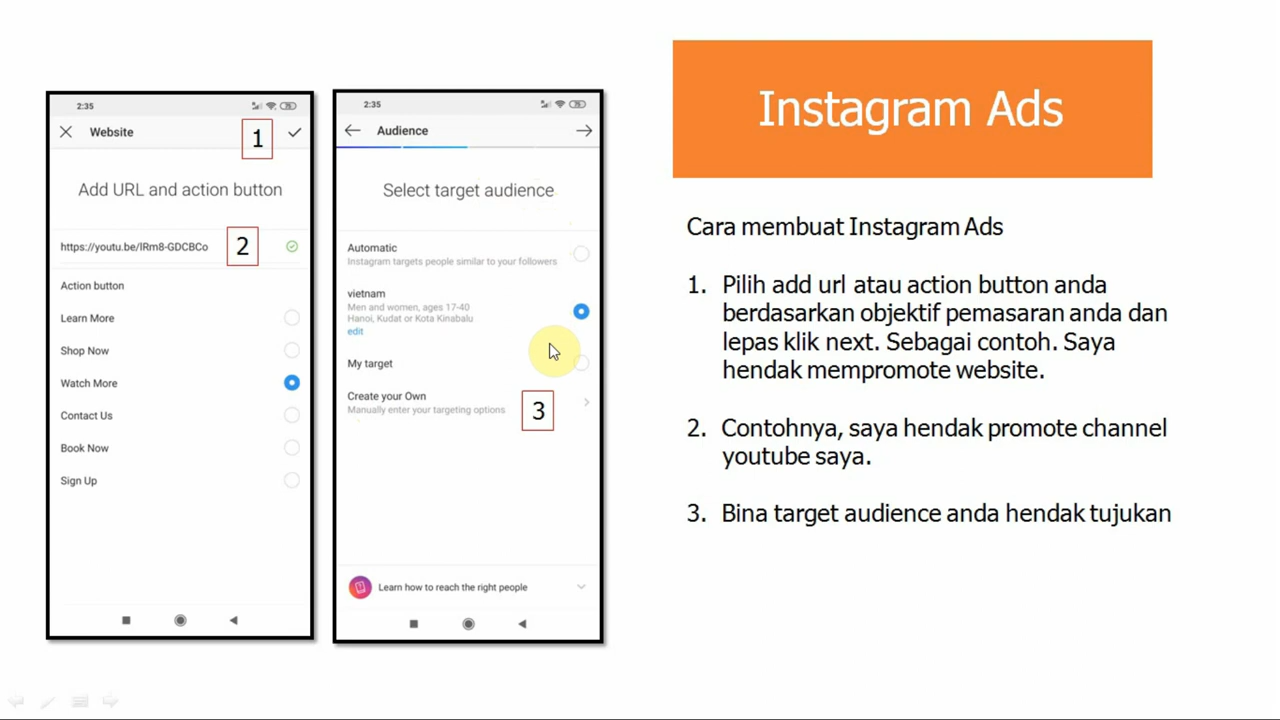 2:35
Website
1
Add URL and action button
https://youtu.be/lRm8-GDCBCo
2
Action button
Learn More
Shop Now
Watch More
Contact Us
Book Now
Sign Up
2:35
Audience
Select target audience
Automatic
Instagram targets people similar to your followers
vietnam
Men and women, ages 17-40
Hanoi, Kudat or Kota Kinabalu
edit
My target
Create your Own
Manually enter your targeting options
3
Learn how to reach the right people
Instagram Ads
Cara membuat Instagram Ads
1. Pilih add url atau action button anda
berdasarkan objektif pemasaran anda dan
lepas klik next. Sebagai contoh. Saya
hendak mempromote website.
2. Contohnya, saya hendak promote channel
youtube saya.
3. Bina target audience anda hendak tujukan